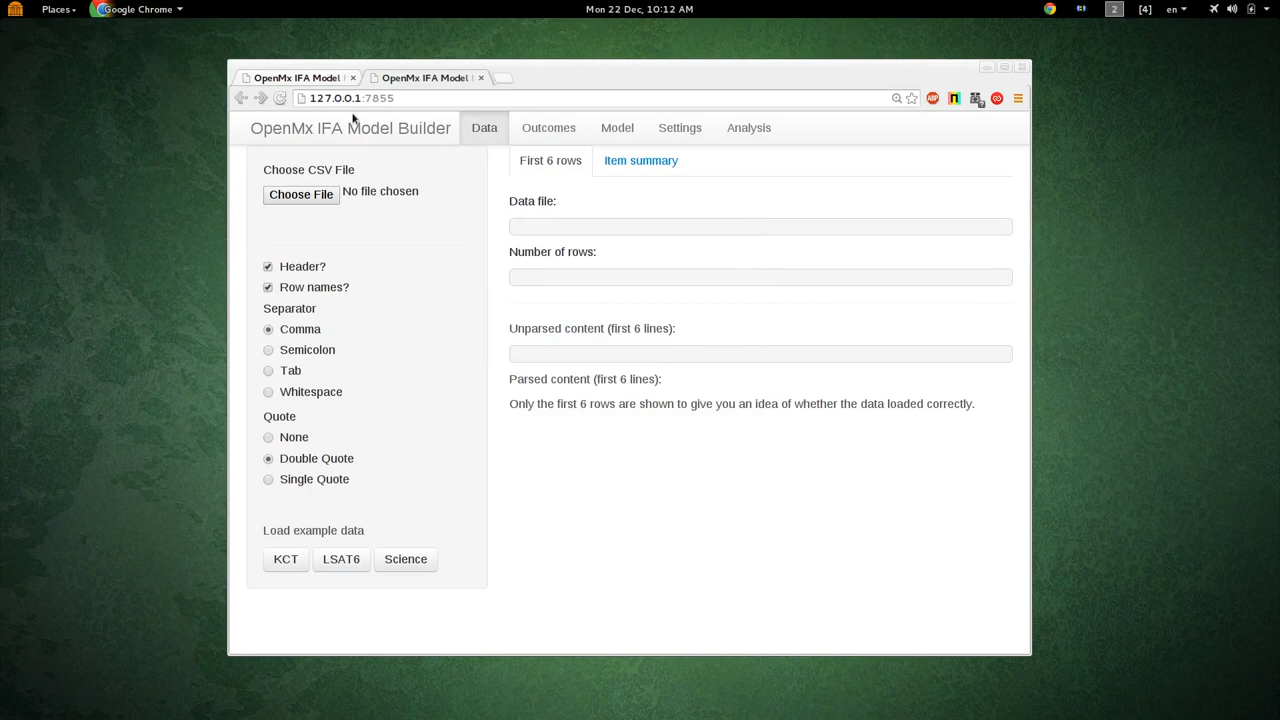 Places
Google Chrome
Mon 22 Dec, 10:12 AM
2
[4]
en
OpenMx IFA Model
OpenMx IFA Model
127.0.0.1:7855
ABP
OpenMx IFA Model Builder
Data
Outcomes
Model
Settings
Analysis
Choose CSV File
Choose File No file chosen
Header?
Row names?
Separator
Comma
Semicolon
Tab
Whitespace
Quote
None
Double Quote
Single Quote
Load example data
KCT
LSAT6
Science
First 6 rows
Item summary
Data file:
Number of rows:
Unparsed content (first 6 lines):
Parsed content (first 6 lines):
Only the first 6 rows are shown to give you an idea of whether the data loaded correctly.